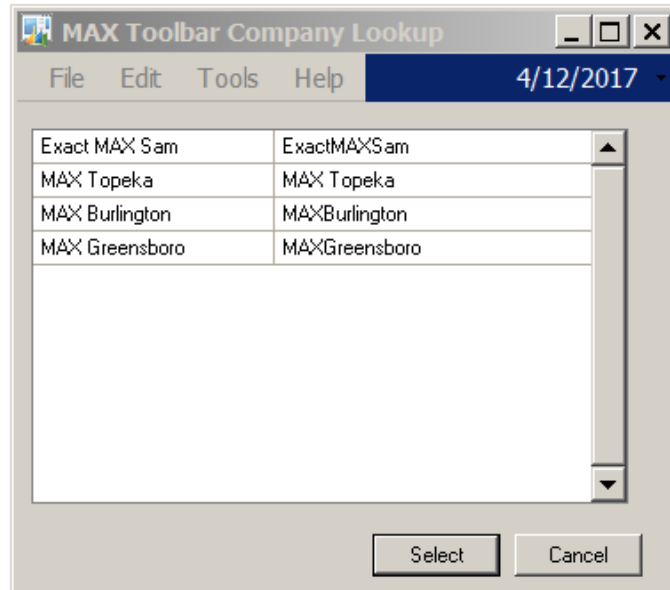 MAX Toolbar Company Lookup
File Edit Tools Help 4/12/2017
Exact MAX Sam ExactMAXSam
MAX Topeka MAX Topeka
MAX Burlington MAXBurlington
MAX Greensboro MAXGreensboro
Select Cancel